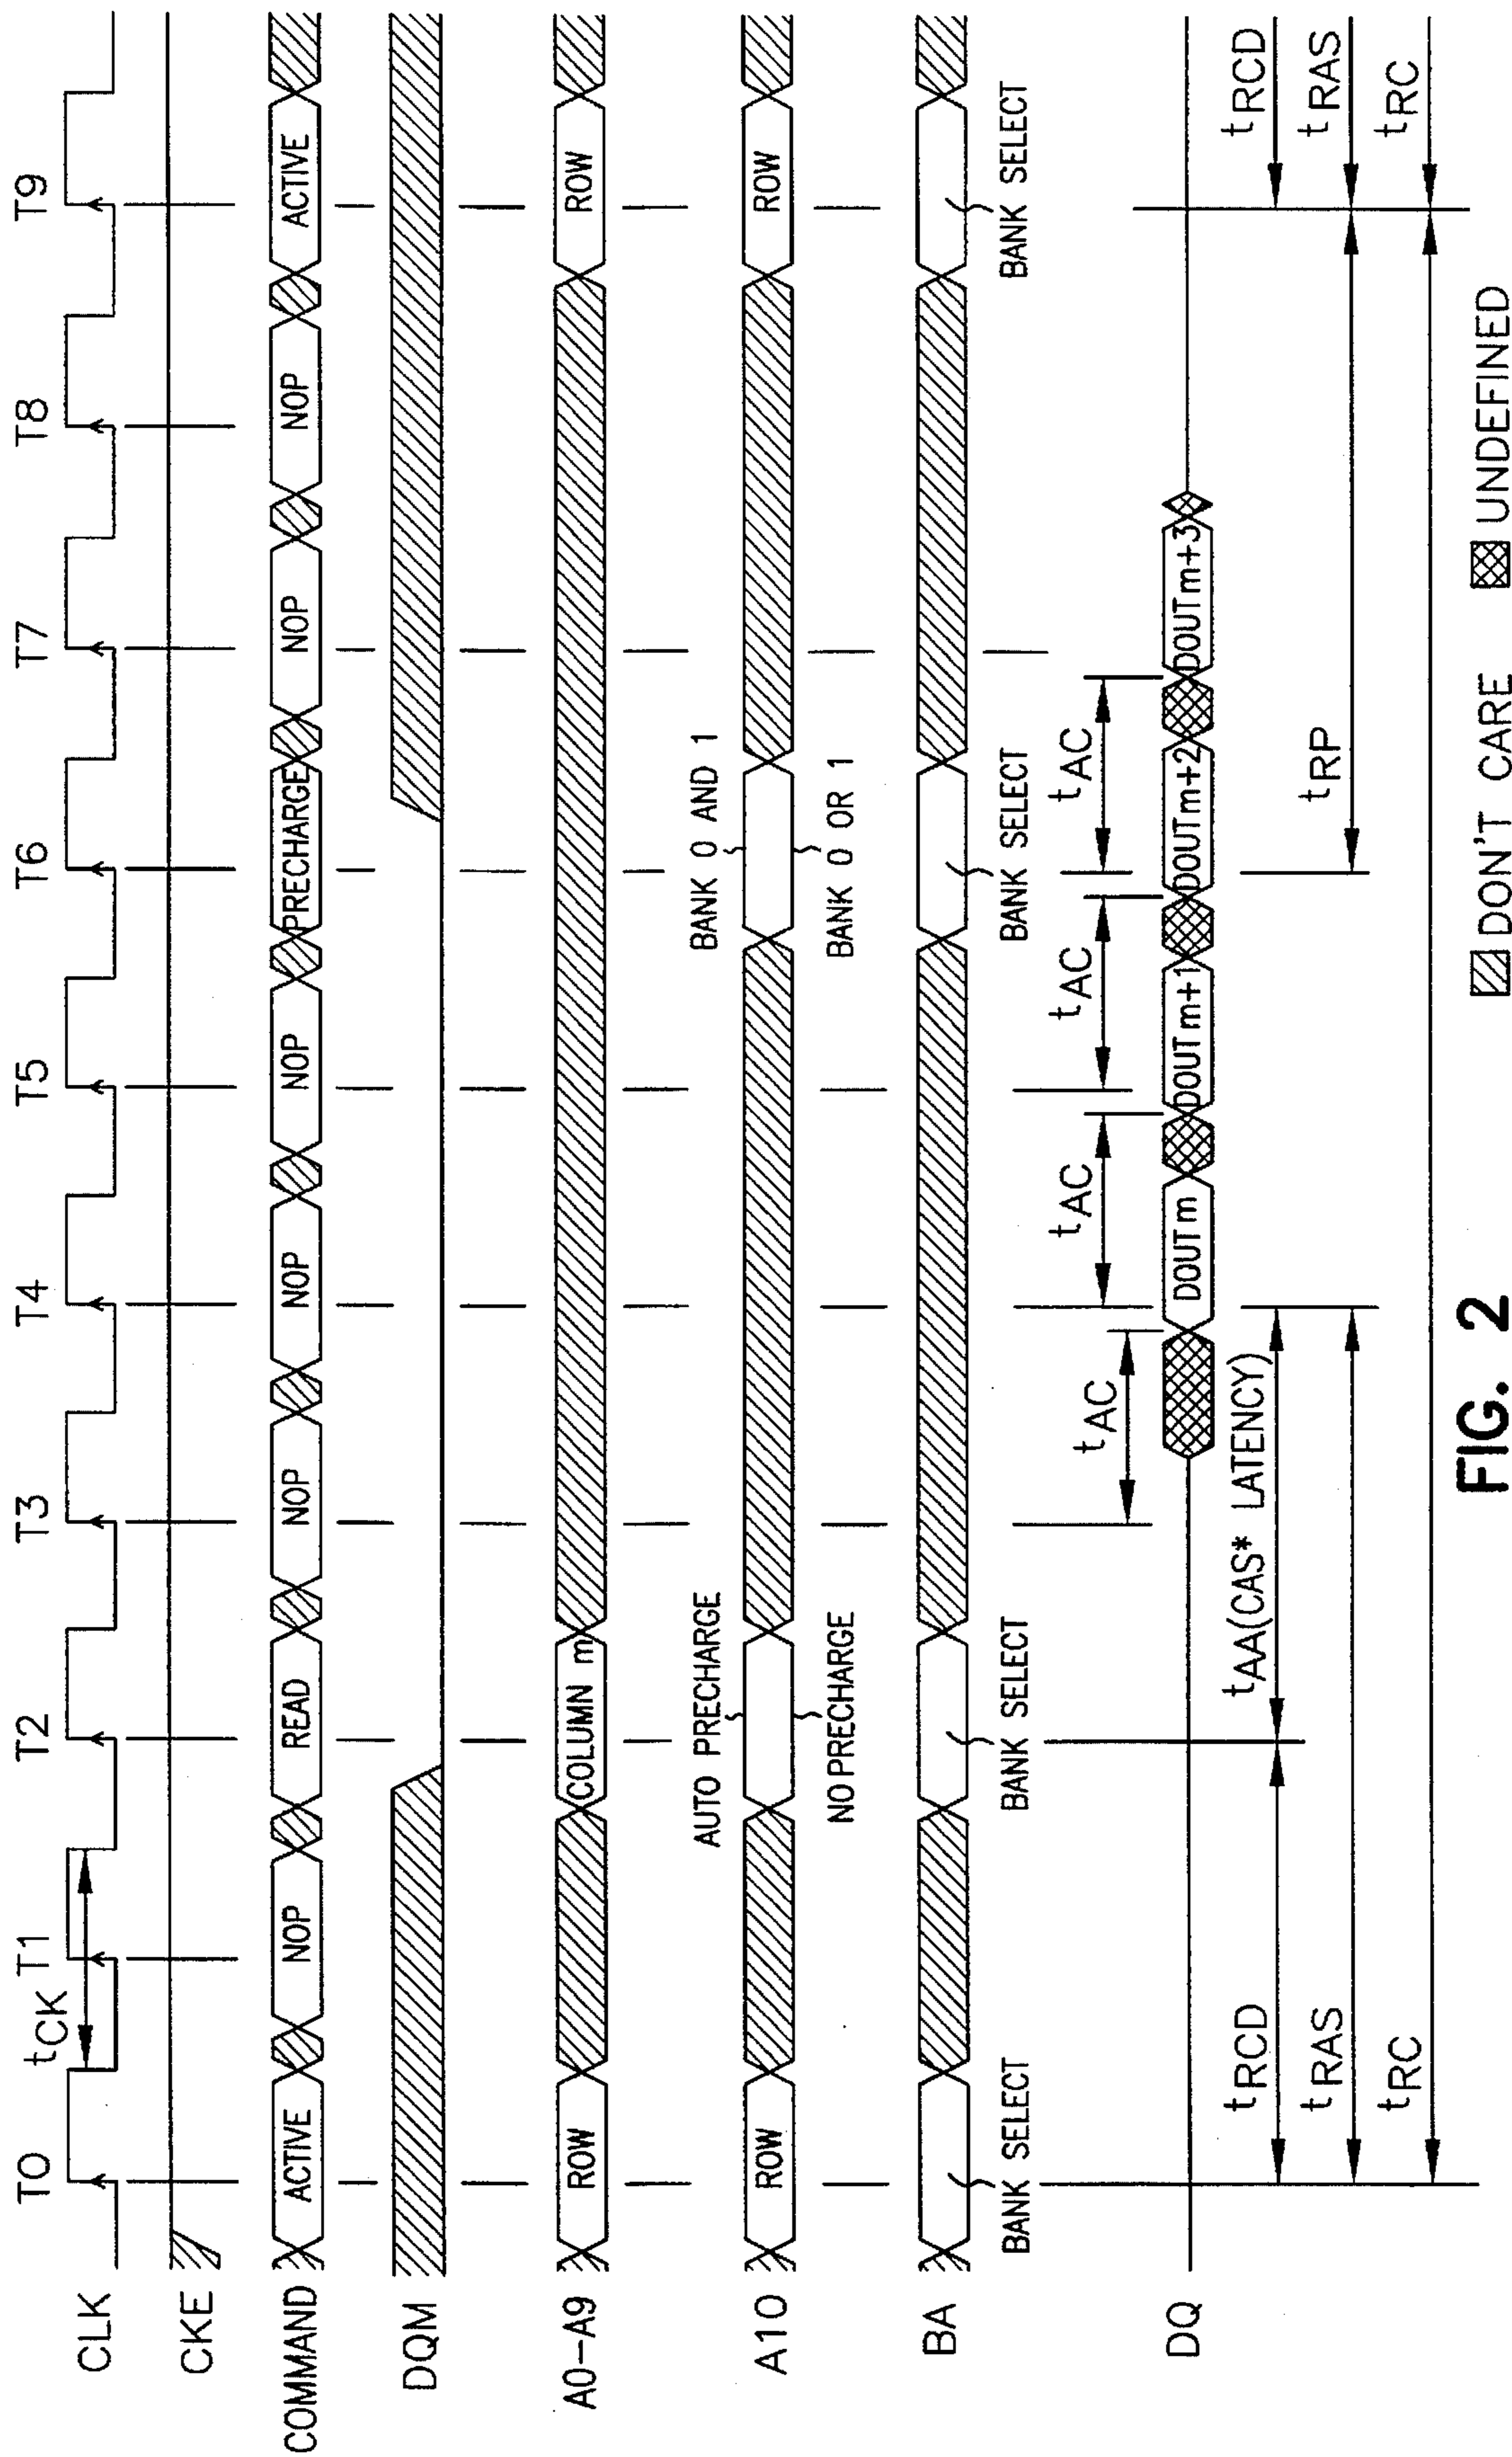 T0 T1 T2 T3 T4 T5 T6 T7 T8 T9
CLK
tCK
CKE
COMMAND ACTIVE NOP READ NOP NOP NOP PRECHARGE NOP NOP ACTIVE
DQM
A0-A9 ROW COLUMN m ROW
AUTO PRECHARGE BANK 0 AND 1
A10 ROW ROW
NO PRECHARGE BANK 0 OR 1
BA
BANK SELECT BANK SELECT BANK SELECT BANK SELECT
tAC tAC tAC tAC
DQ DOUT m DOUT m+1 DOUT m+2 DOUT m+3
tRCD tAA(CAS* LATENCY) tRCD
tRAS tRP tRAS
tRC tRC
DON'T CARE UNDEFINED
FIG. 2